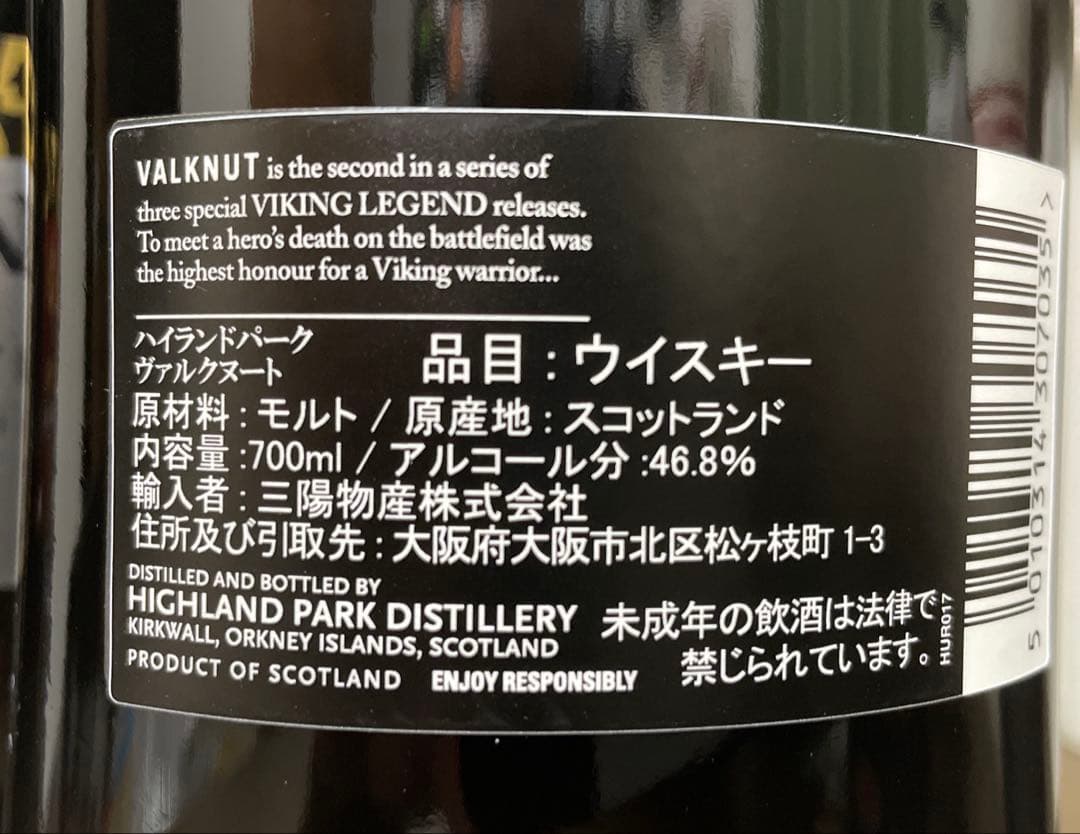 VALKNUT is the second in a series of
three special VIKING LEGEND releases.
To meet a hero's death on the battlefield was
the highest honour for a Viking warrior...
ハイランドパーク
ヴァルクヌート
品目：ウイスキー
原材料：モルト / 原産地：スコットランド
内容量:700ml / アルコール分:46.8%
輸入者：三陽物産株式会社
住所及び引取先：大阪府大阪市北区松ヶ枝町 1-3
DISTILLED AND BOTTLED BY
HIGHLAND PARK DISTILLERY
KIRKWALL, ORKNEY ISLANDS, SCOTLAND
PRODUCT OF SCOTLAND ENJOY RESPONSIBLY
未成年の飲酒は法律で
禁じられています。
HUR017
5 010314 307035 >